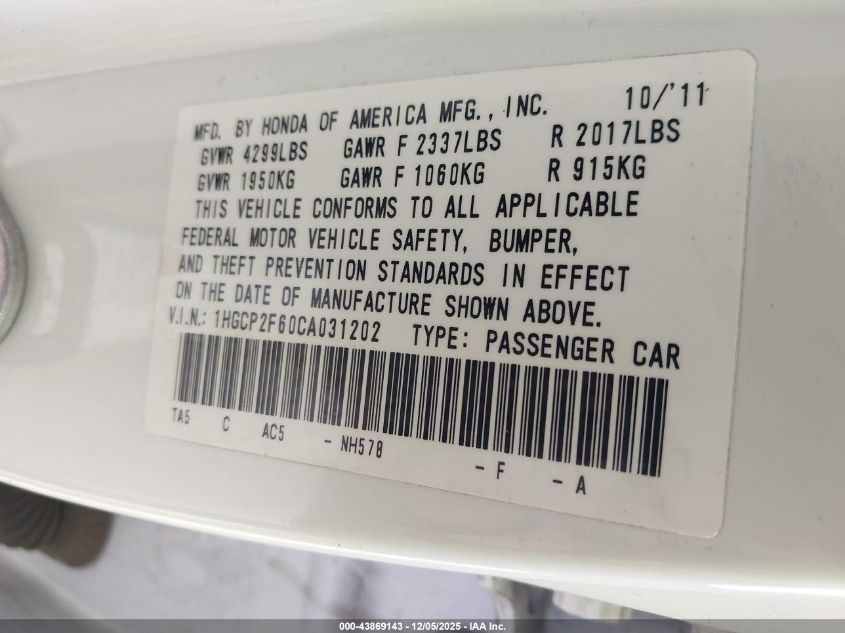 MFD. BY HONDA OF AMERICA MFG., INC. 10/'11
GVWR 4299LBS GAWR F 2337LBS R 2017LBS
GVWR 1950KG GAWR F 1060KG R 915KG
THIS VEHICLE CONFORMS TO ALL APPLICABLE
FEDERAL MOTOR VEHICLE SAFETY, BUMPER,
AND THEFT PREVENTION STANDARDS IN EFFECT
ON THE DATE OF MANUFACTURE SHOWN ABOVE.
V.I.N.: 1HGCP2F60CA031202 TYPE: PASSENGER CAR
TA5 C AC5 - NH578 - F - A
000-43869143 - 12/05/2025 - IAA Inc.